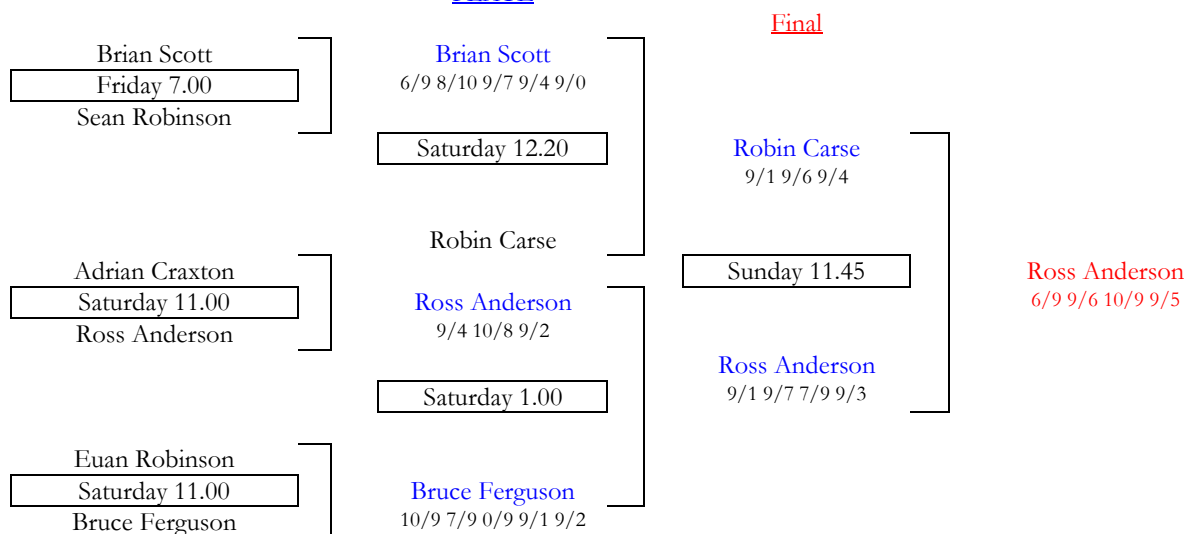 Final
Brian Scott
Friday 7.00
Sean Robinson
Brian Scott
6/9 8/10 9/7 9/4 9/0
Saturday 12.20
Robin Carse
9/1 9/6 9/4
Robin Carse
Adrian Craxton
Saturday 11.00
Ross Anderson
Ross Anderson
9/4 10/8 9/2
Sunday 11.45
Ross Anderson
6/9 9/6 10/9 9/5
Saturday 1.00
Ross Anderson
9/1 9/7 7/9 9/3
Euan Robinson
Saturday 11.00
Bruce Ferguson
Bruce Ferguson
10/9 7/9 0/9 9/1 9/2